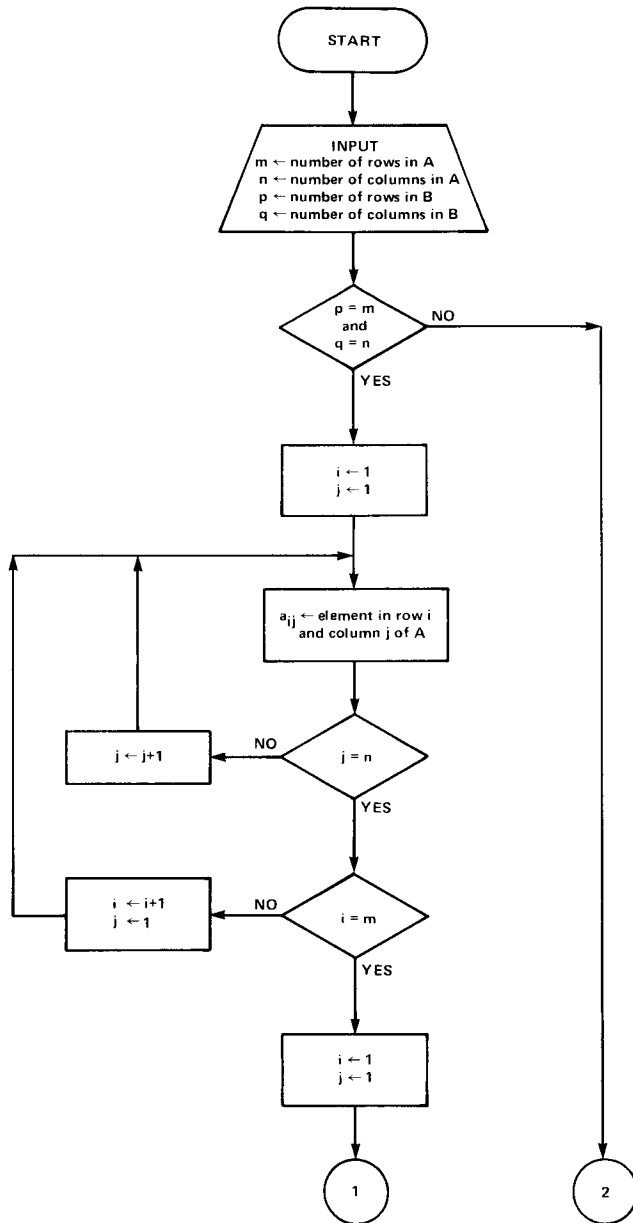 START
INPUT
m ← number of rows in A
n ← number of columns in A
p ← number of rows in B
q ← number of columns in B
p = m
and
q = n
NO
YES
i ← 1
j ← 1
aij ← element in row i
and column j of A
j ← j+1
NO
j = n
YES
i ← i+1
j ← 1
NO
i = m
YES
i ← 1
j ← 1
1
2